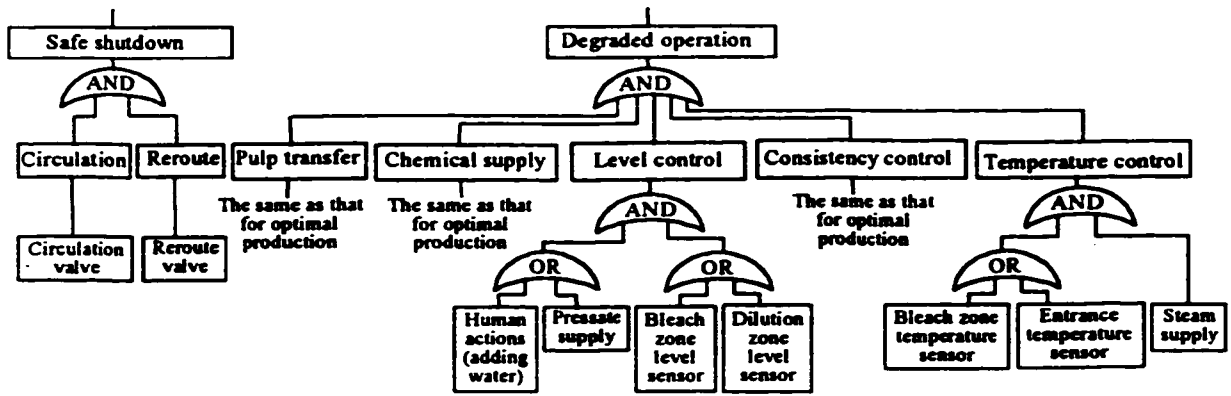 Safe shutdown
Degraded operation
AND
AND
Circulation
Reroute
Pulp transfer
Chemical supply
Level control
Consistency control
Temperature control
The same as that
for optimal
production
The same as that
for optimal
production
AND
The same as that
for optimal
production
AND
Circulation
valve
Reroute
valve
OR
OR
OR
Human
actions
(adding
water)
Pressate
supply
Bleach
zone
level
sensor
Dilution
zone
level
sensor
Bleach zone
temperature
sensor
Entrance
temperature
sensor
Steam
supply